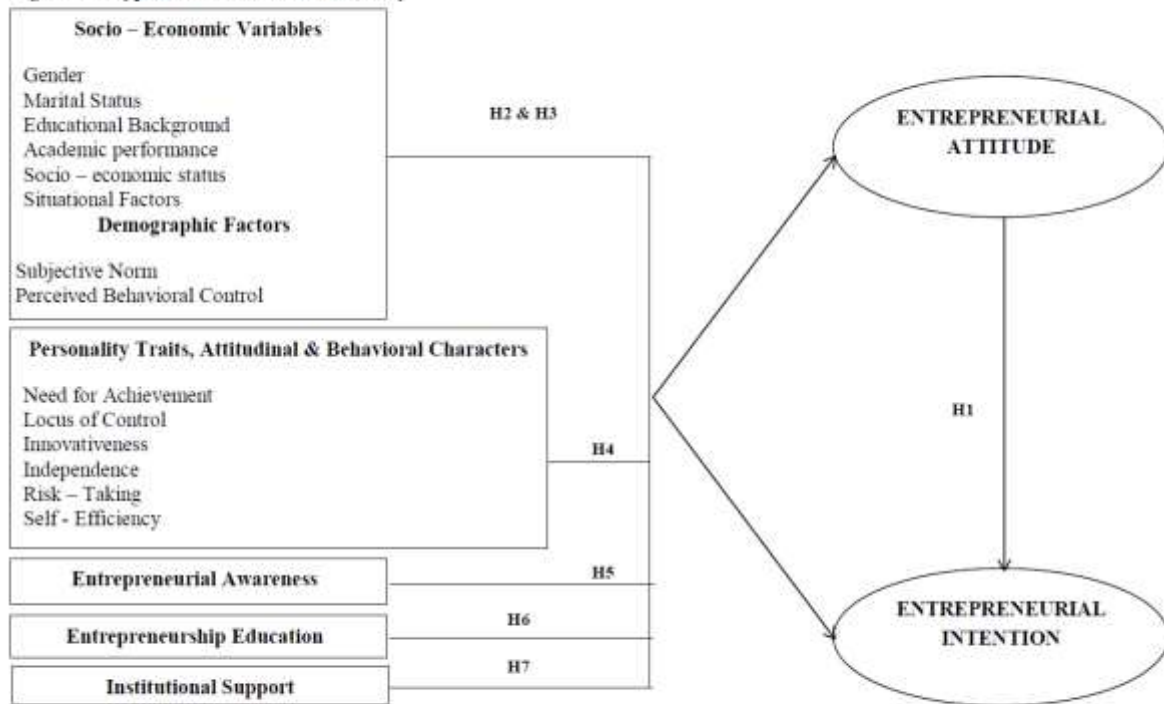 Socio – Economic Variables
Gender
Marital Status
Educational Background
Academic performance
Socio – economic status
Situational Factors
Demographic Factors
Subjective Norm
Perceived Behavioral Control
H2 & H3
Personality Traits, Attitudinal & Behavioral Characters
Need for Achievement
Locus of Control
Innovativeness
Independence
Risk – Taking
Self - Efficiency
H4
Entrepreneurial Awareness
H5
Entrepreneurship Education
H6
Institutional Support
H7
ENTREPRENEURIAL
ATTITUDE
H1
ENTREPRENEURIAL
INTENTION